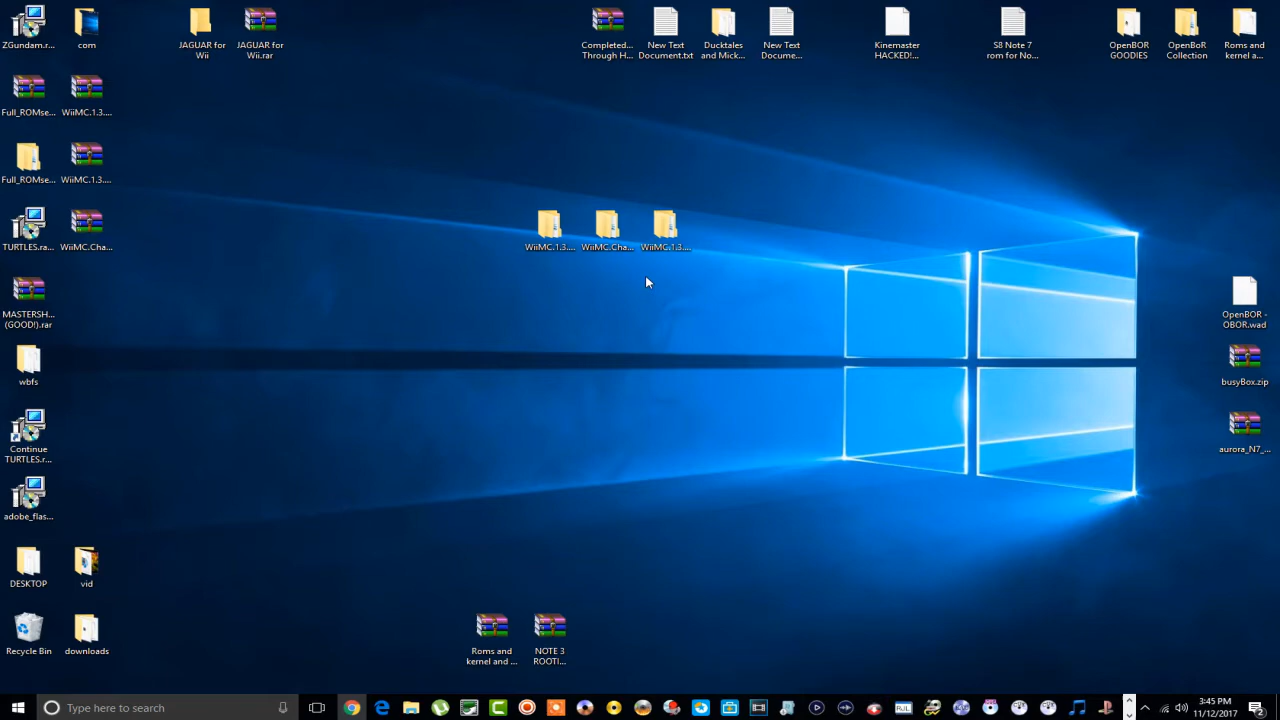 ZGundam.r...
com
JAGUAR for
Wii
JAGUAR for
Wii.rar
Completed...
Through H...
New Text
Document.txt
Ducktales
and Mick...
New Text
Docume...
Kinemaster
HACKED!...
S8 Note 7
rom for No...
OpenBOR
GOODIES
OpenBoR
Collection
Roms and
kernel a...
Full_ROMse...
WiiMC.1.3....
Full_ROMse...
WiiMC.1.3....
TURTLES.ra...
WiiMC.Cha...
WiiMC.1.3....
WiiMC.Cha...
WiiMC.1.3....
MASTERSH...
(GOOD!).rar
OpenBOR -
OBOR.wad
wbfs
busyBox.zip
Continue
TURTLES.r...
aurora_N7_...
adobe_flas...
DESKTOP
vid
Recycle Bin
downloads
Roms and
kernel and ...
NOTE 3
ROOTI...
Type here to search
RJL
3:45 PM
11/12/2017
2